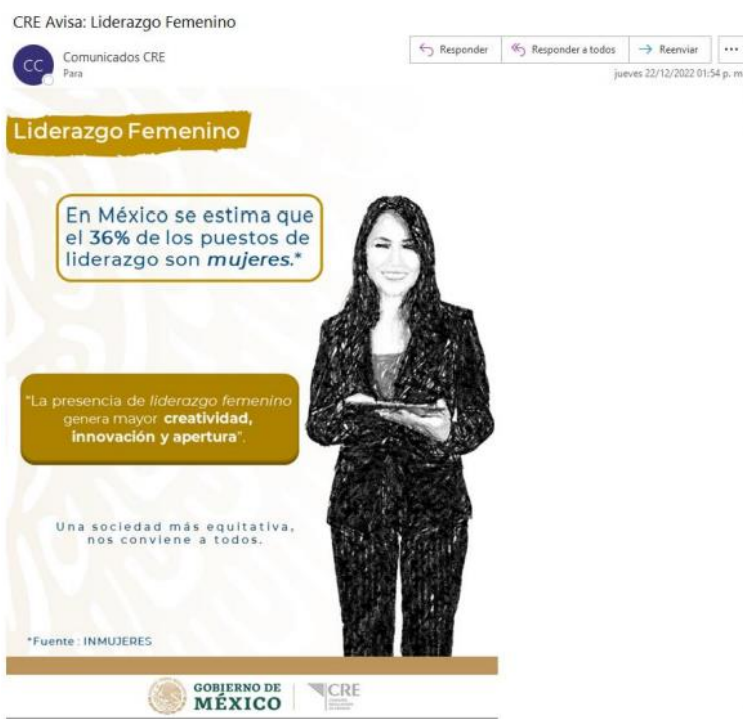 CRE Avisa: Liderazgo Femenino
CC
Comunicados CRE
Para
Responder
Responder a todos
Reenviar
jueves 22/12/2022 01:54 p. m
Liderazgo Femenino
En México se estima que
el 36% de los puestos de
liderazgo son mujeres.*
"La presencia de liderazgo femenino
genera mayor creatividad,
innovación y apertura".
Una sociedad más equitativa,
nos conviene a todos.
*Fuente: INMUJERES
GOBIERNO DE
MÉXICO
CRE